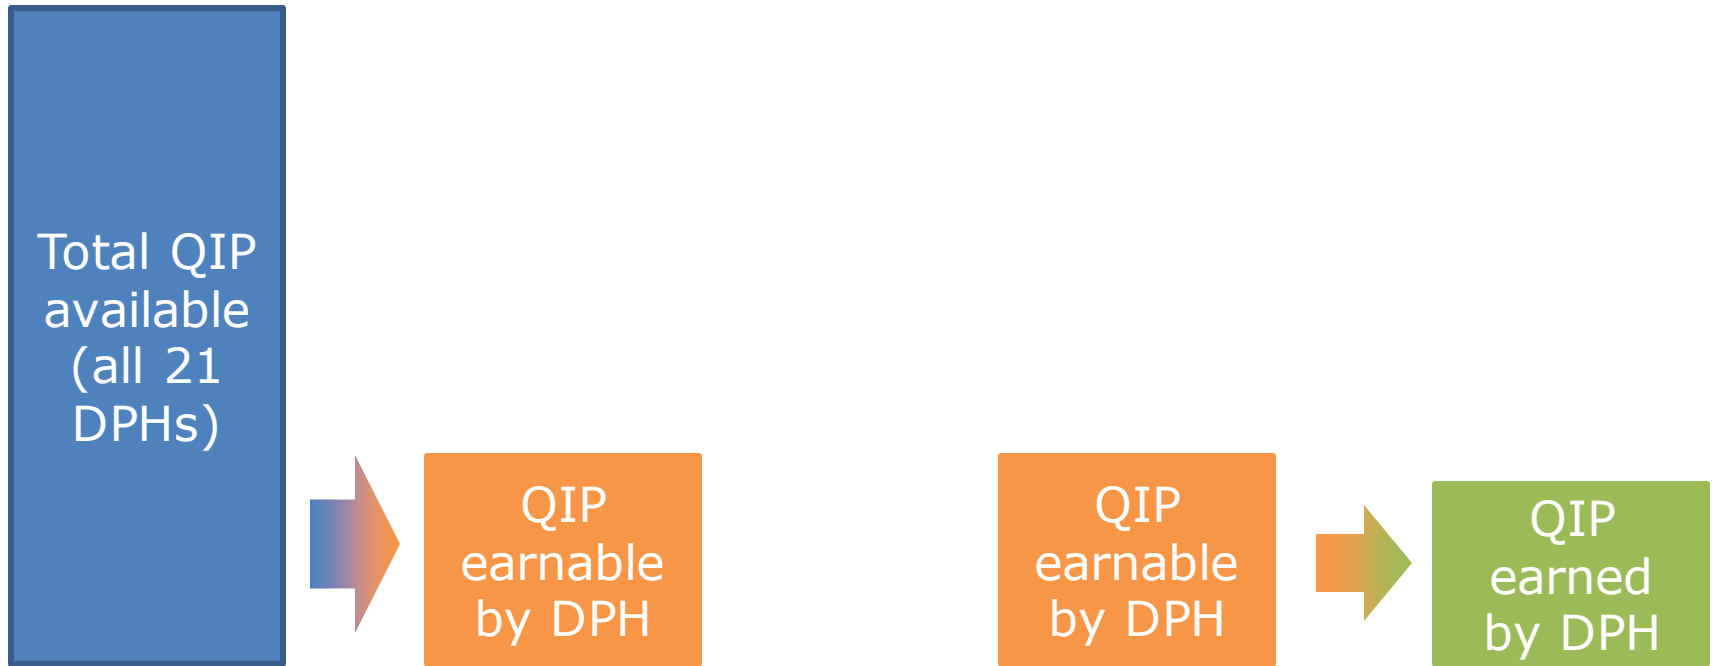 Total QIP
available
(all 21
DPHs)
QIP
earnable
by DPH
QIP
earnable
by DPH
QIP
earned
by DPH